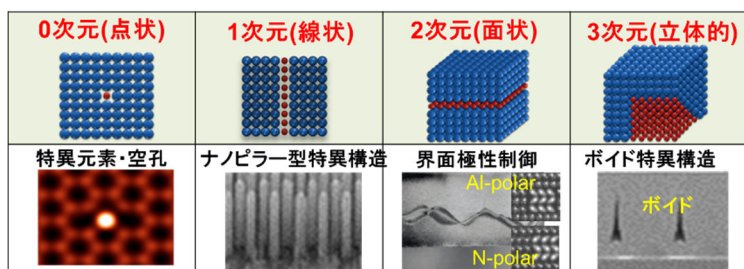 0次元(点状)
1次元(線状)
2次元(面状)
3次元(立体的)
特異元素・空孔
ナノピラー型特異構造
界面極性制御
ボイド特異構造
Al-polar
N-polar
ボイド